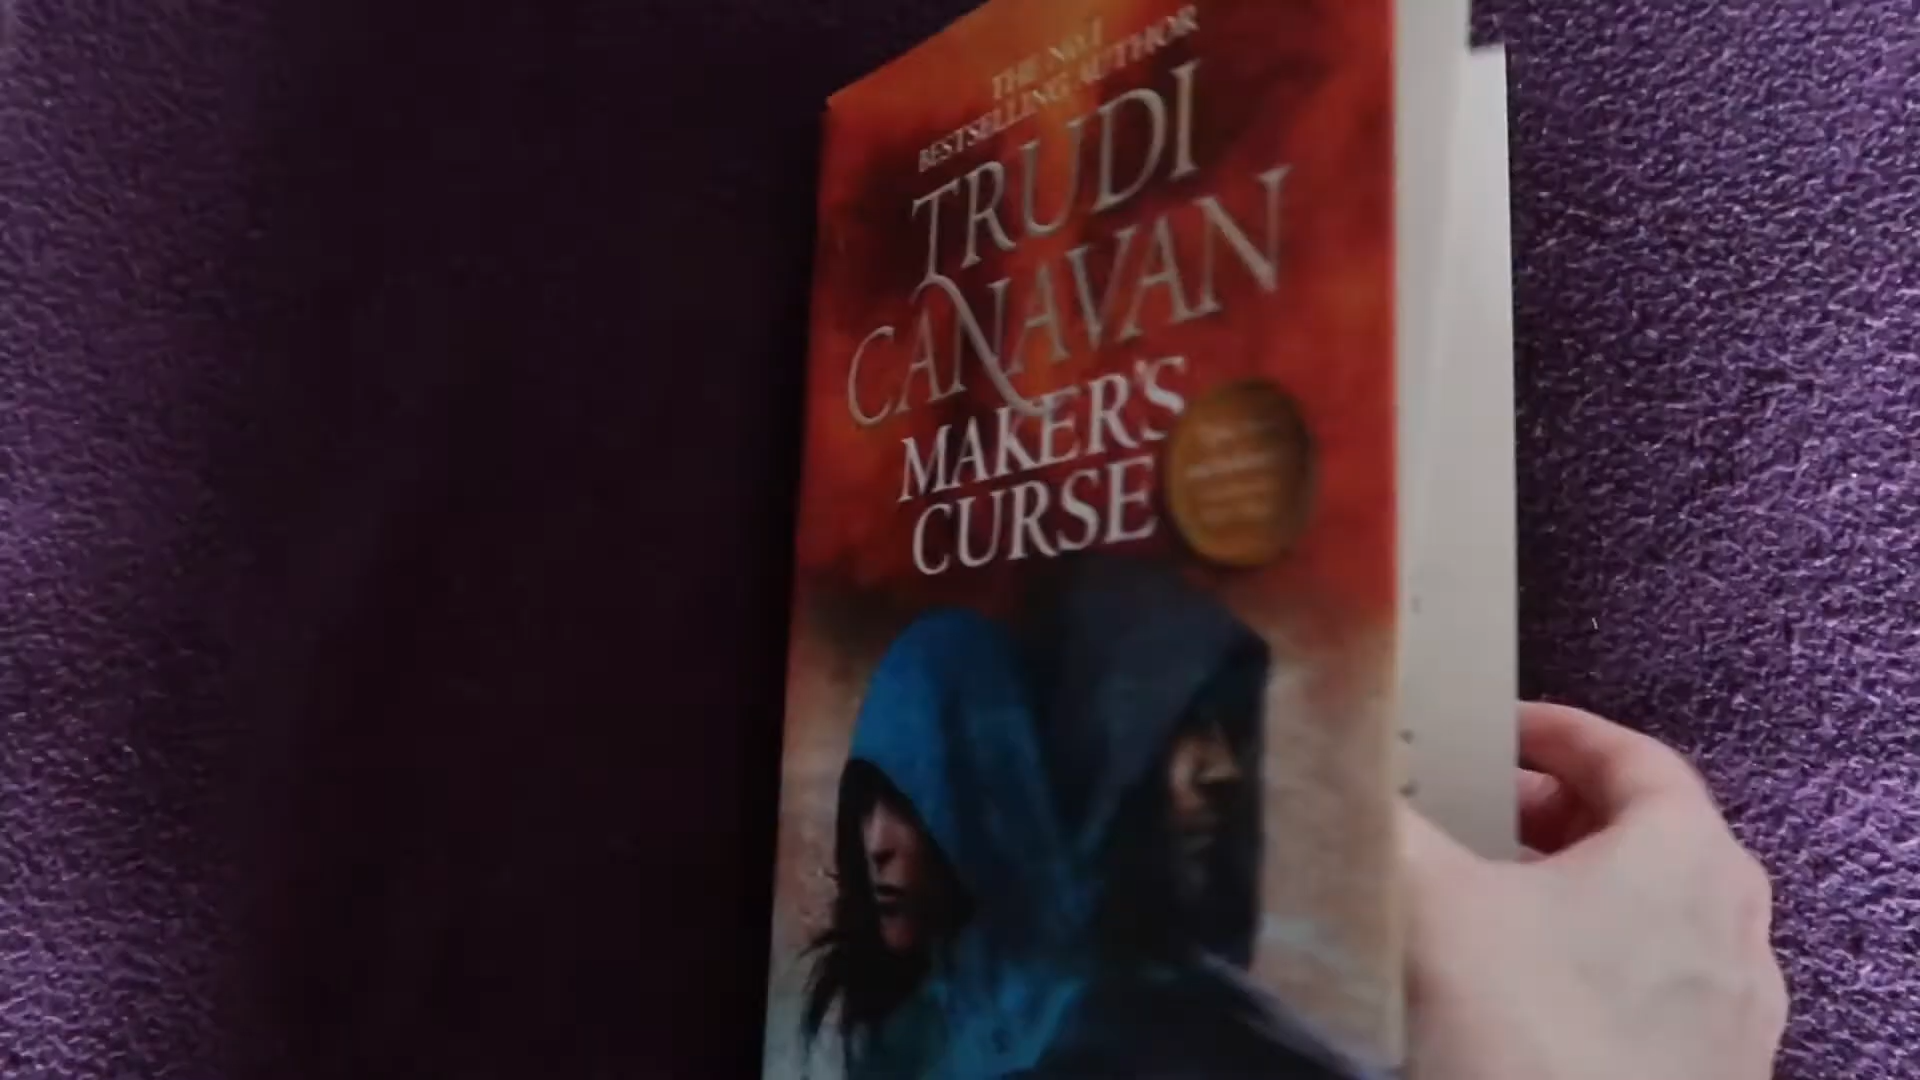 THE NO.1
BESTSELLING AUTHOR
TRUDI
CANAVAN
MAKER'S
CURSE